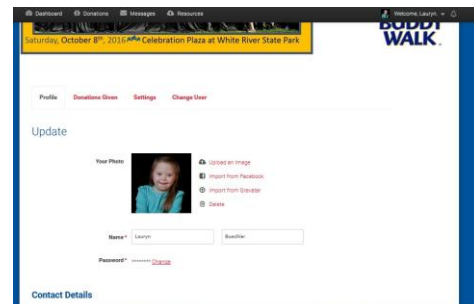 Dashboard Donations Messages Resources Welcome, Lauryn.
BUDDY
WALK.
Saturday, October 8th, 2016 Celebration Plaza at White River State Park
Profile Donations Given Settings Change User
Update
Your Photo
Upload an Image
Import from Facebook
Import from Gravatar
Delete
Name* Lauryn Buechler
Password* ******** Change
Contact Details